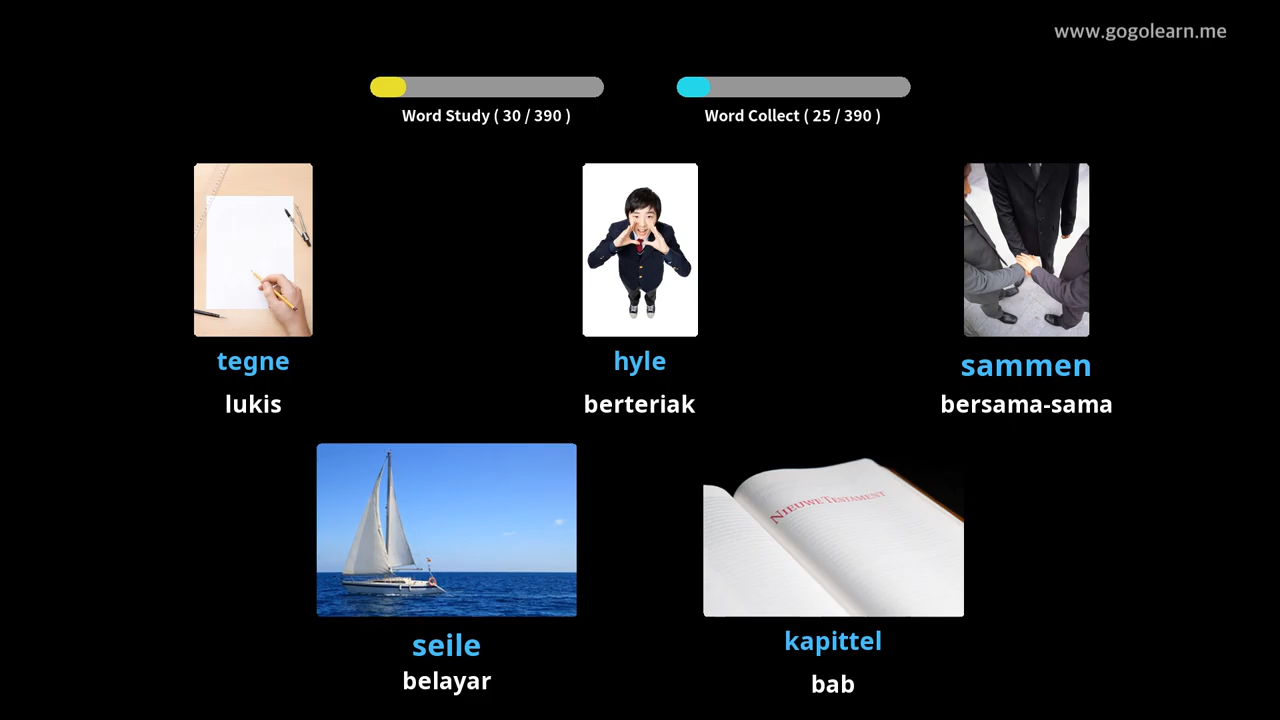 www.gogolearn.me
Word Study ( 30 / 390 )
Word Collect ( 25 / 390 )
tegne
lukis
hyle
berteriak
sammen
bersama-sama
seile
belayar
NIEUWE TESTAMENT
kapittel
bab